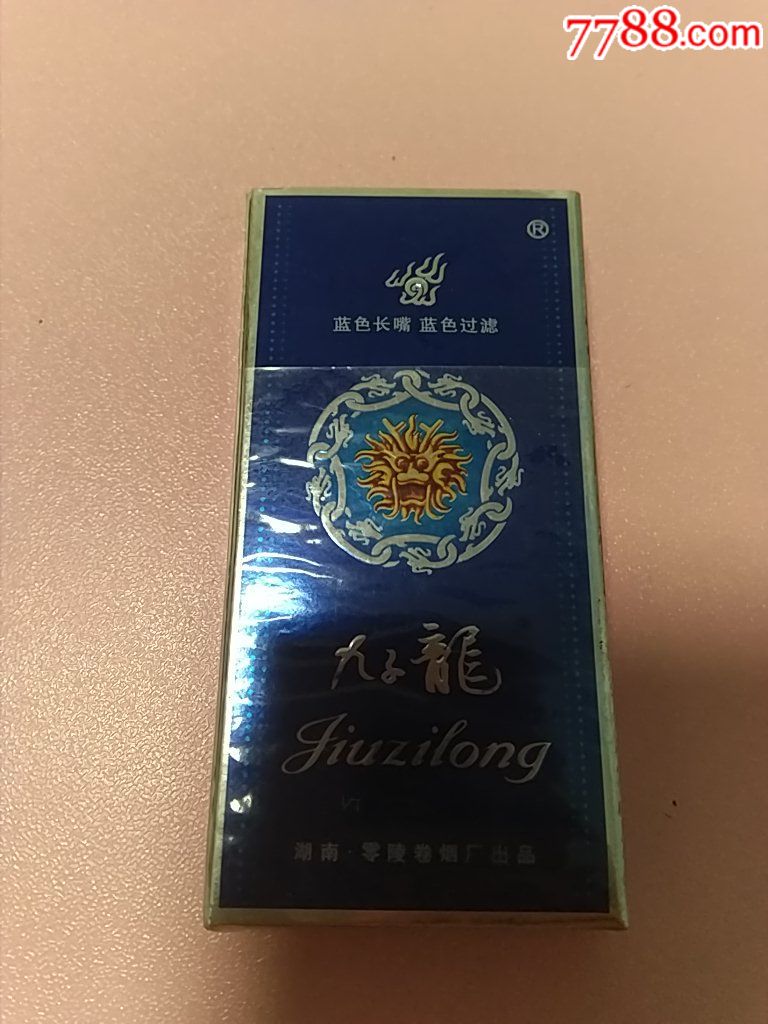 7788.com
®
蓝色长嘴 蓝色过滤
九子龍
Jiuzilong
湖南·零陵卷烟厂出品